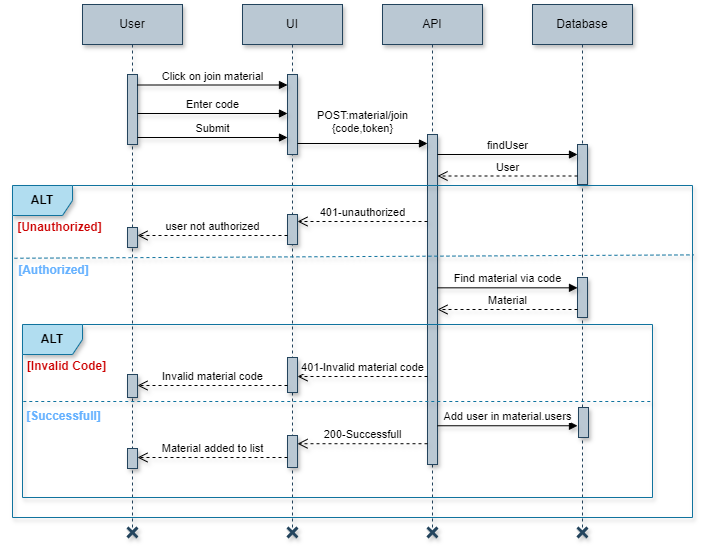 User
UI
API
Database
Click on join material
Enter code
POST:material/join
{code,token}
Submit
findUser
User
ALT
401-unauthorized
[Unauthorized]
user not authorized
[Authorized]
Find material via code
Material
ALT
[Invalid Code]
401-Invalid material code
Invalid material code
[Successfull]
Add user in material.users
200-Successfull
Material added to list